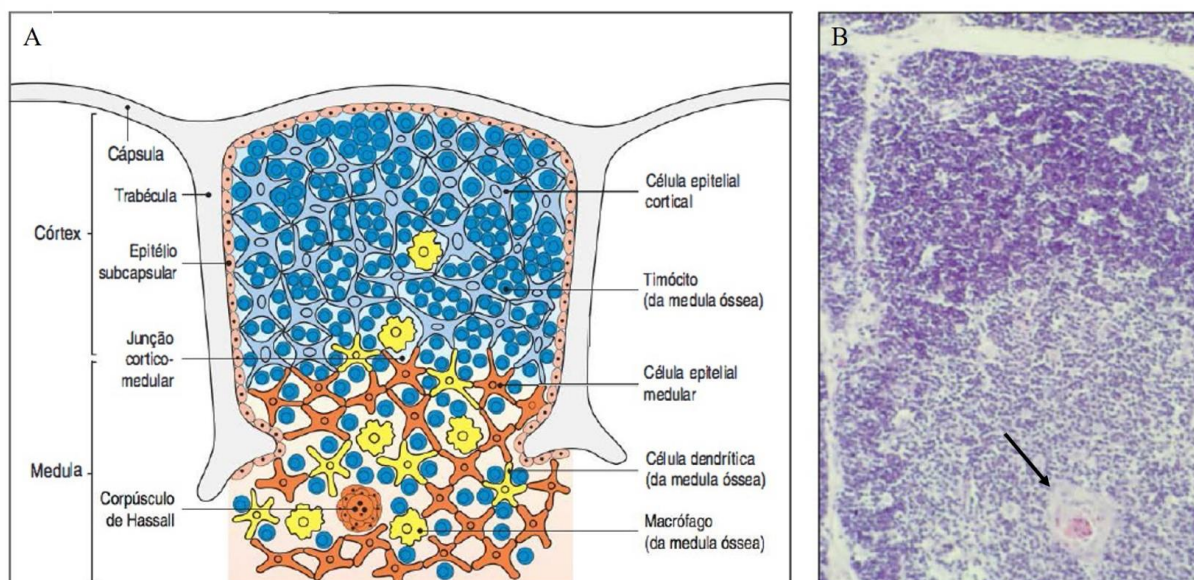 A
Cápsula
Trabécula
Córtex
Epitélio
subcapsular
Junção
cortico-
medular
Medula
Corpúsculo
de Hassall
Célula epitelial
cortical
Timócito
(da medula óssea)
Célula epitelial
medular
Célula dendrítica
(da medula óssea)
Macrófago
(da medula óssea)
B